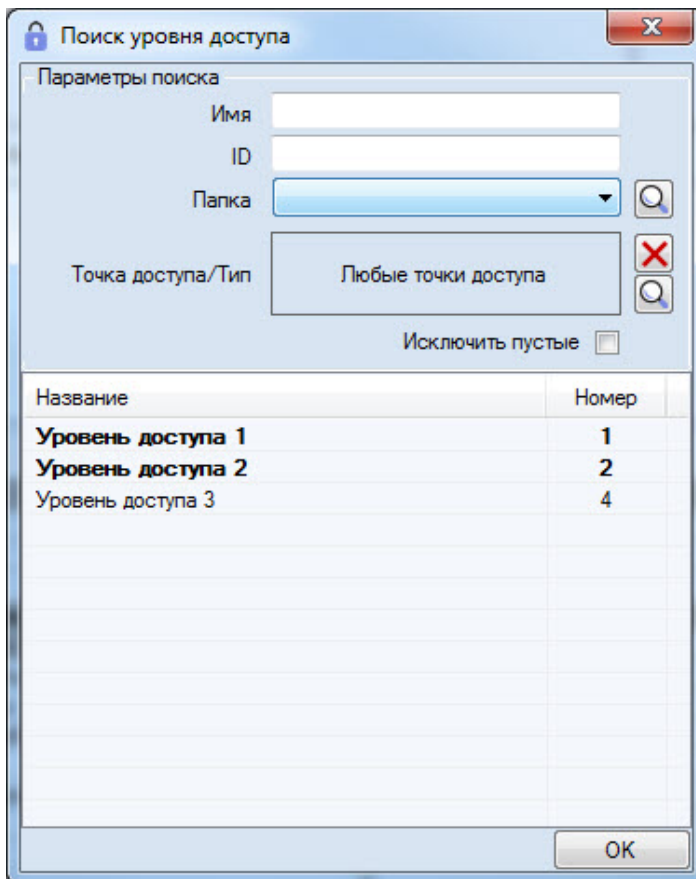 Поиск уровня доступа
Параметры поиска
Имя
ID
Папка
Точка доступа/Тип Любые точки доступа
Исключить пустые
Название Номер
Уровень доступа 1 1
Уровень доступа 2 2
Уровень доступа 3 4
OK